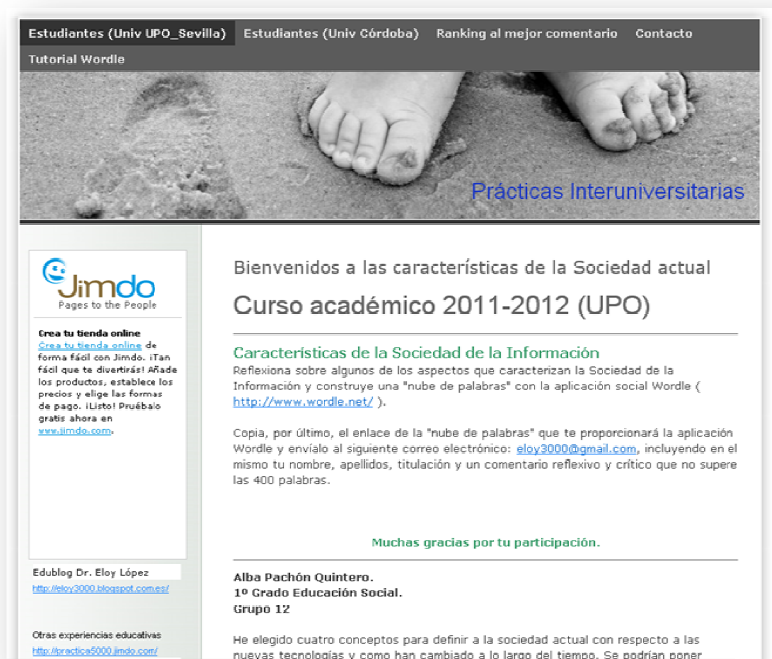 Estudiantes (Univ UPO_Sevilla) Estudiantes (Univ Córdoba) Ranking al mejor comentario Contacto
Tutorial Wordle
Prácticas Interuniversitarias
Jimdo
Pages to the People
Crea tu tienda online
Crea tu tienda online de
forma fácil con Jimdo. ¡Tan
fácil que te divertirás! Añade
los productos, establece los
precios y elige las formas
de pago. ¡Listo! Pruébalo
gratis ahora en
www.jimdo.com.
Edublog Dr. Eloy López
http://eloy3000.blogspot.com.es/
Otras experiencias educativas
http://practica5000.jimdo.com/
Bienvenidos a las características de la Sociedad actual
Curso académico 2011-2012 (UPO)
Características de la Sociedad de la Información
Reflexiona sobre algunos de los aspectos que caracterizan la Sociedad de la
Información y construye una "nube de palabras" con la aplicación social Wordle (
http://www.wordle.net/ ).
Copia, por último, el enlace de la "nube de palabras" que te proporcionará la aplicación
Wordle y envíalo al siguiente correo electrónico: eloy3000@gmail.com, incluyendo en el
mismo tu nombre, apellidos, titulación y un comentario reflexivo y crítico que no supere
las 400 palabras.
Muchas gracias por tu participación.
Alba Pachón Quintero.
1º Grado Educación Social.
Grupo 12
He elegido cuatro conceptos para definir a la sociedad actual con respecto a las
nuevas tecnologías y como han cambiado a lo largo del tiempo. Se podrían poner